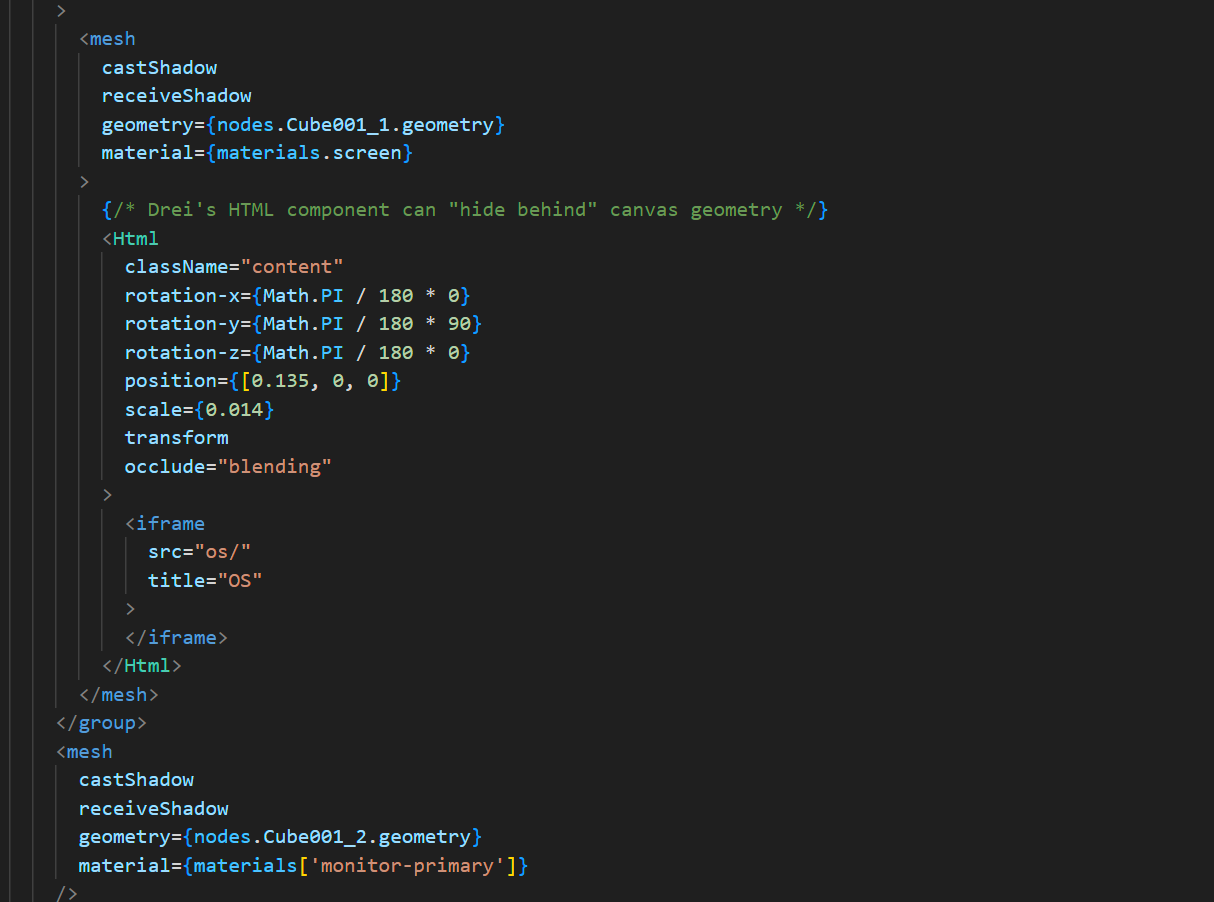 >
<mesh
castShadow
receiveShadow
geometry={nodes.Cube001_1.geometry}
material={materials.screen}
>
{/* Drei's HTML component can "hide behind" canvas geometry */}
<Html
className="content"
rotation-x={Math.PI / 180 * 0}
rotation-y={Math.PI / 180 * 90}
rotation-z={Math.PI / 180 * 0}
position={[0.135, 0, 0]}
scale={0.014}
transform
occlude="blending"
>
<iframe
src="os/"
title="OS"
>
</iframe>
</Html>
</mesh>
</group>
<mesh
castShadow
receiveShadow
geometry={nodes.Cube001_2.geometry}
material={materials['monitor-primary']}
/>